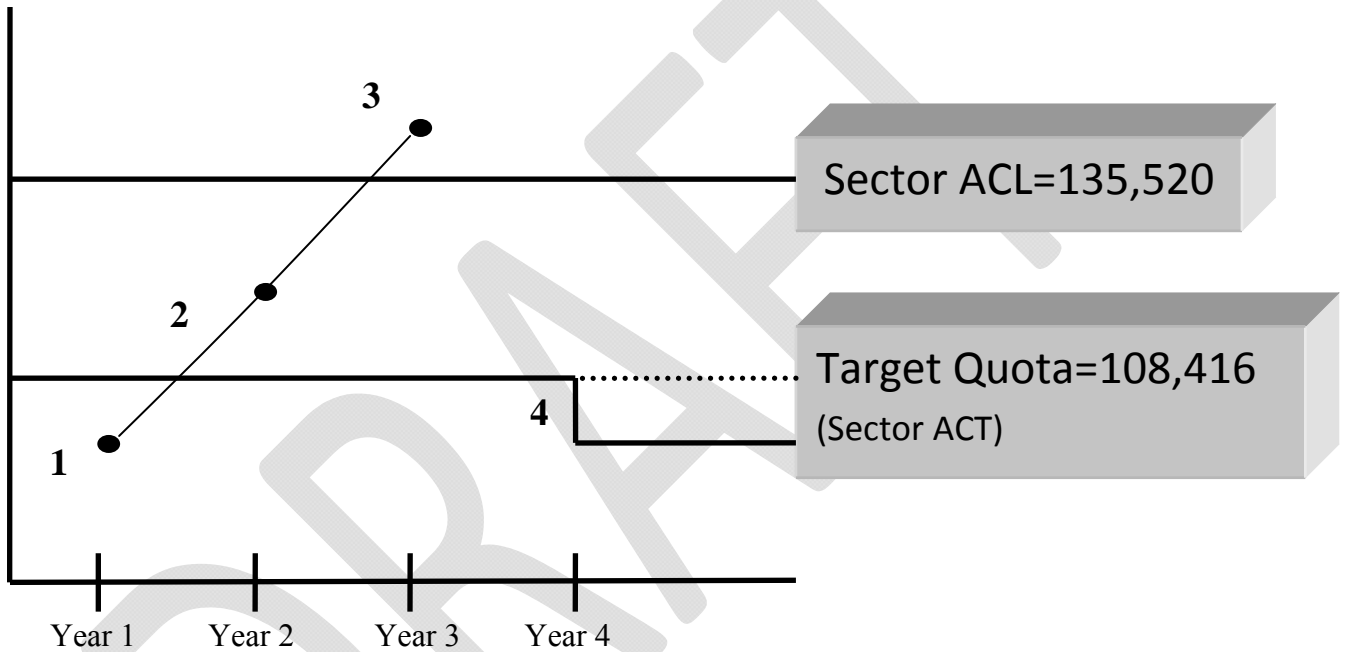 3
Sector ACL=135,520
2
Target Quota=108,416
(Sector ACT)
4
1
Year 1
Year 2
Year 3
Year 4
DRAFT